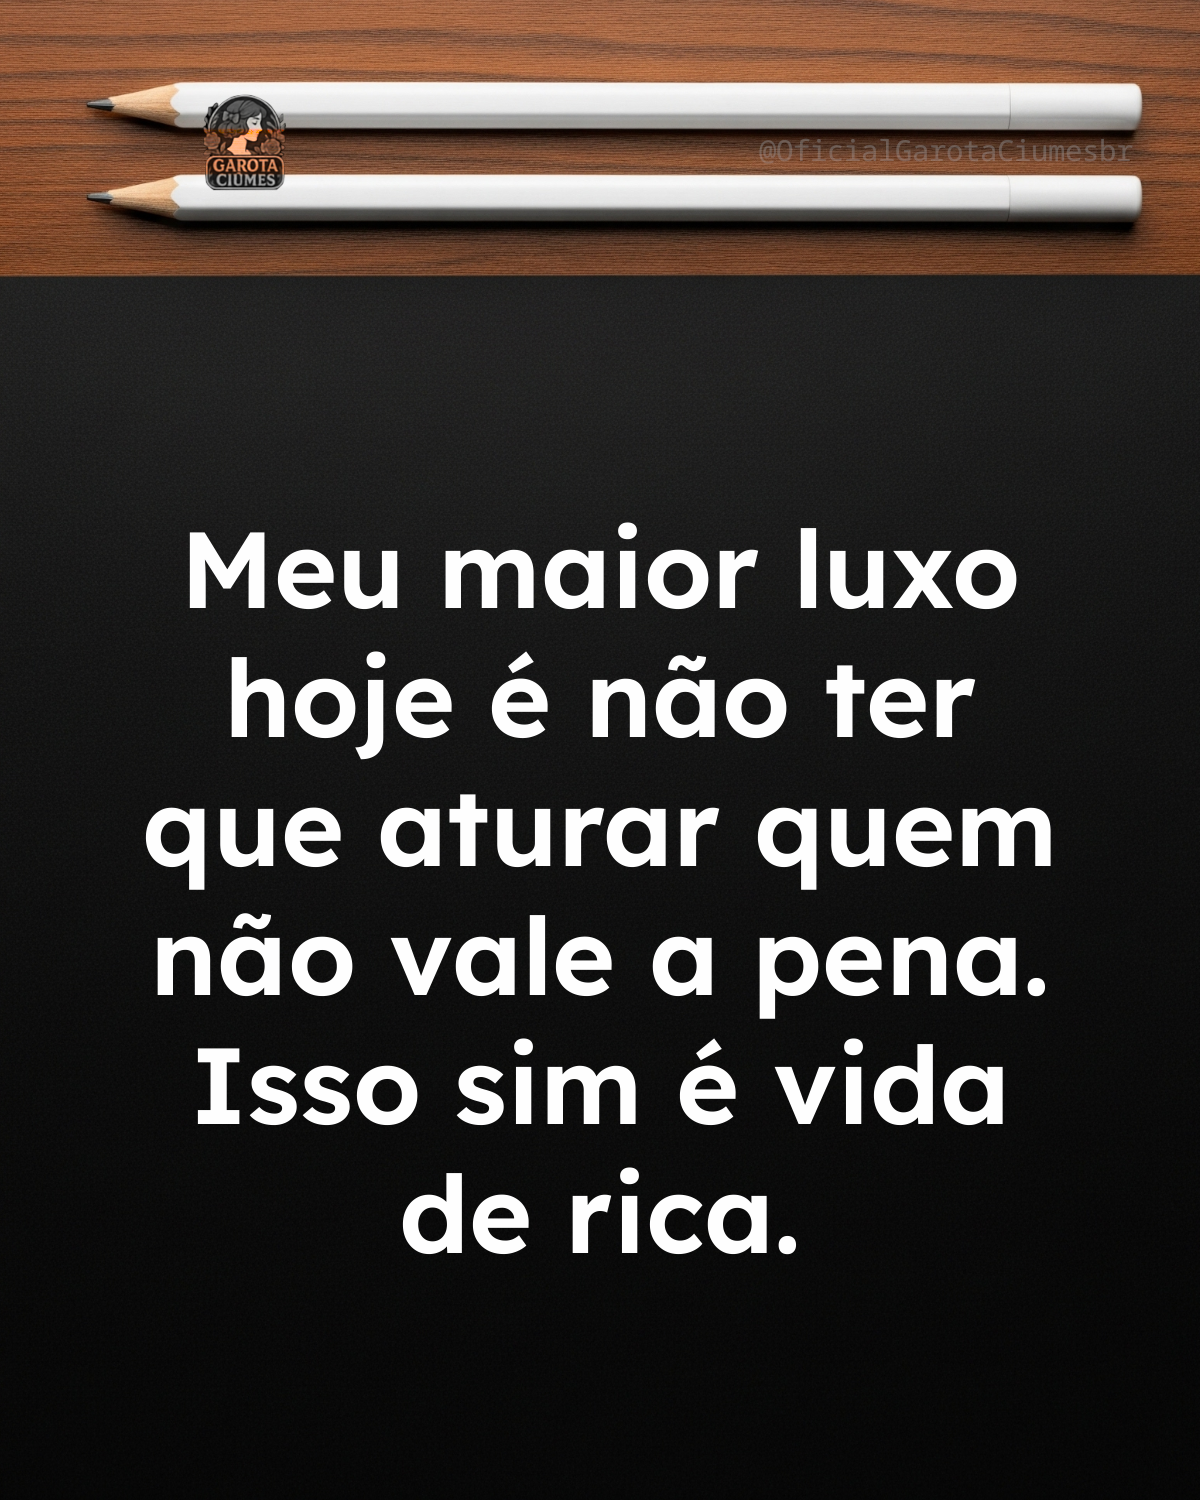 GAROTA
CIUMES
@OficialGarotaCiumesbr
Meu maior luxo
hoje é não ter
que aturar quem
não vale a pena.
Isso sim é vida
de rica.